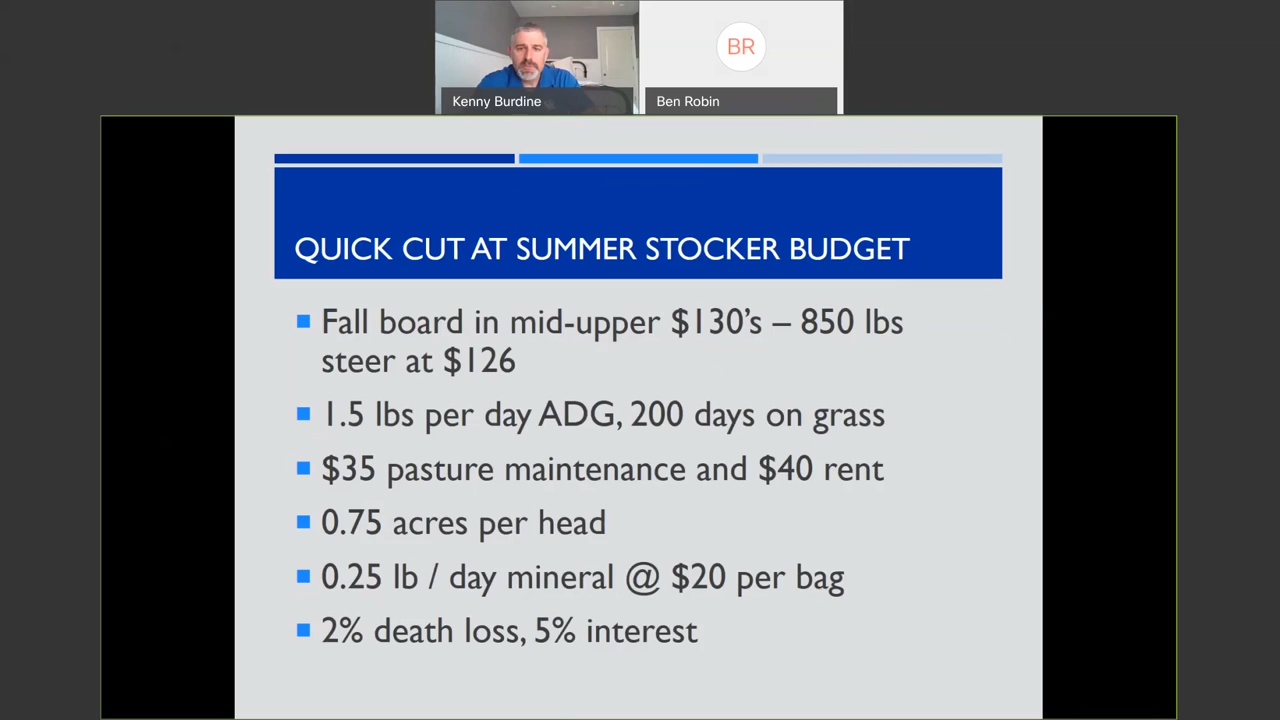 Kenny Burdine
BR
Ben Robin
QUICK CUT AT SUMMER STOCKER BUDGET
Fall board in mid-upper $130’s – 850 lbs
steer at $126
1.5 lbs per day ADG, 200 days on grass
$35 pasture maintenance and $40 rent
0.75 acres per head
0.25 lb / day mineral @ $20 per bag
2% death loss, 5% interest